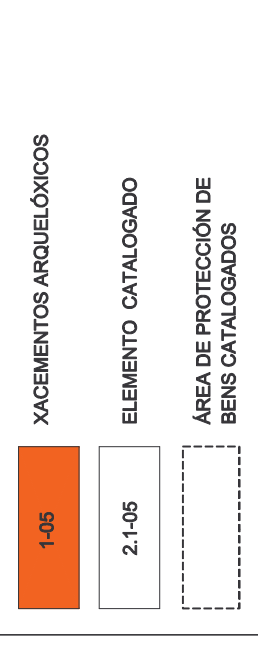 1-05
XACEMENTOS ARQUELÓXICOS
2.1-05
ELEMENTO CATALOGADO
ÁREA DE PROTECCIÓN DE
BENS CATALOGADOS